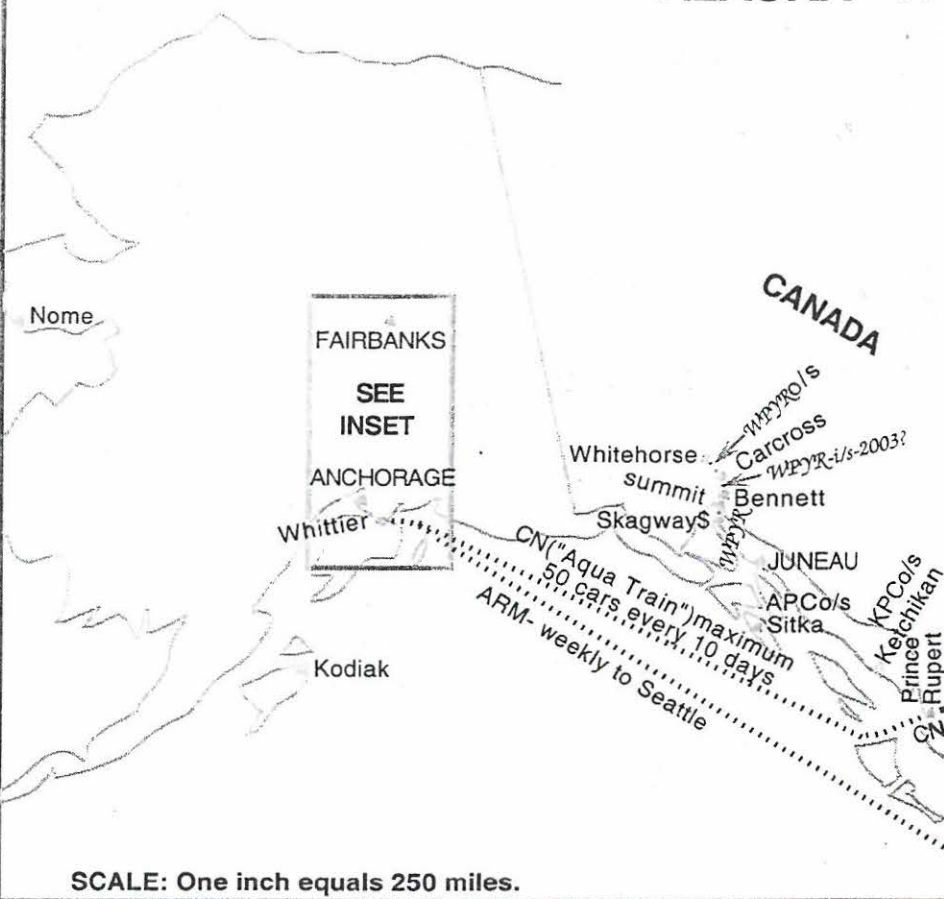 Nome
FAIRBANKS
SEE
INSET
ANCHORAGE
Whittier
Kodiak
CANADA
WPYRo/s
Carcross
WPYR-i/s-2003?
Whitehorse
summit
Bennett
Skagway$
WPYR
JUNEAU
APCo/s
Sitka
KPCo/s
Ketchikan
Prince
Rupert
CN
CN("Aqua Train")maximum
50 cars every 10 days
ARM- weekly to Seattle
SCALE: One inch equals 250 miles.